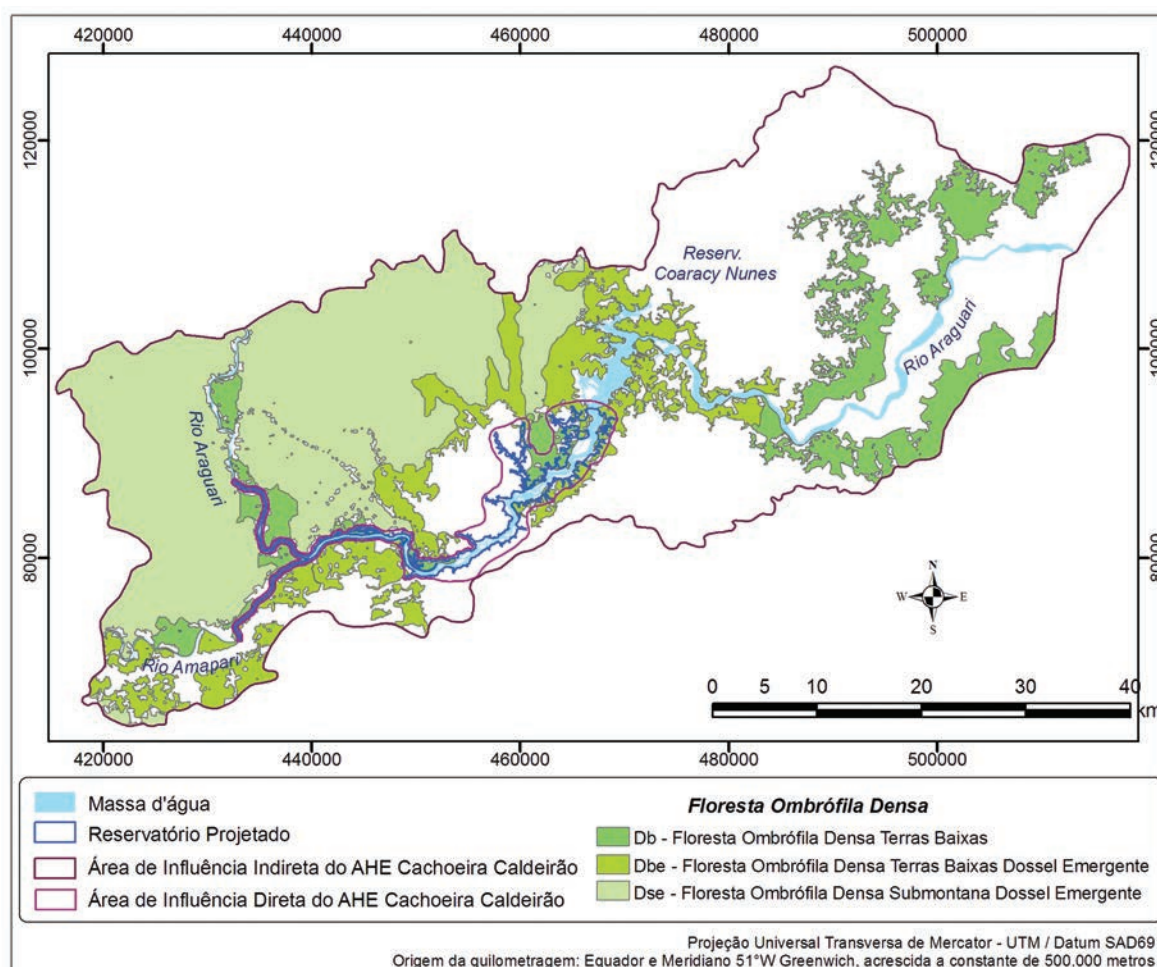 420000 440000 460000 480000 500000
120000 120000
100000 100000
80000 80000
Reserv.
Coaracy Nunes
Rio Araguari
Rio Araguari
Rio Amapari
N
W E
S
0 5 10 20 30 40
km
420000 440000 460000 480000 500000
Massa d'água
Reservatório Projetado
Área de Influência Indireta do AHE Cachoeira Caldeirão
Área de Influência Direta do AHE Cachoeira Caldeirão
Floresta Ombrófila Densa
Db - Floresta Ombrófila Densa Terras Baixas
Dbe - Floresta Ombrófila Densa Terras Baixas Dossel Emergente
Dse - Floresta Ombrófila Densa Submontana Dossel Emergente
Projeção Universal Transversa de Mercator - UTM / Datum SAD69
Origem da quilometragem: Equador e Meridiano 51°W Greenwich, acrescida a constante de 500.000 metros